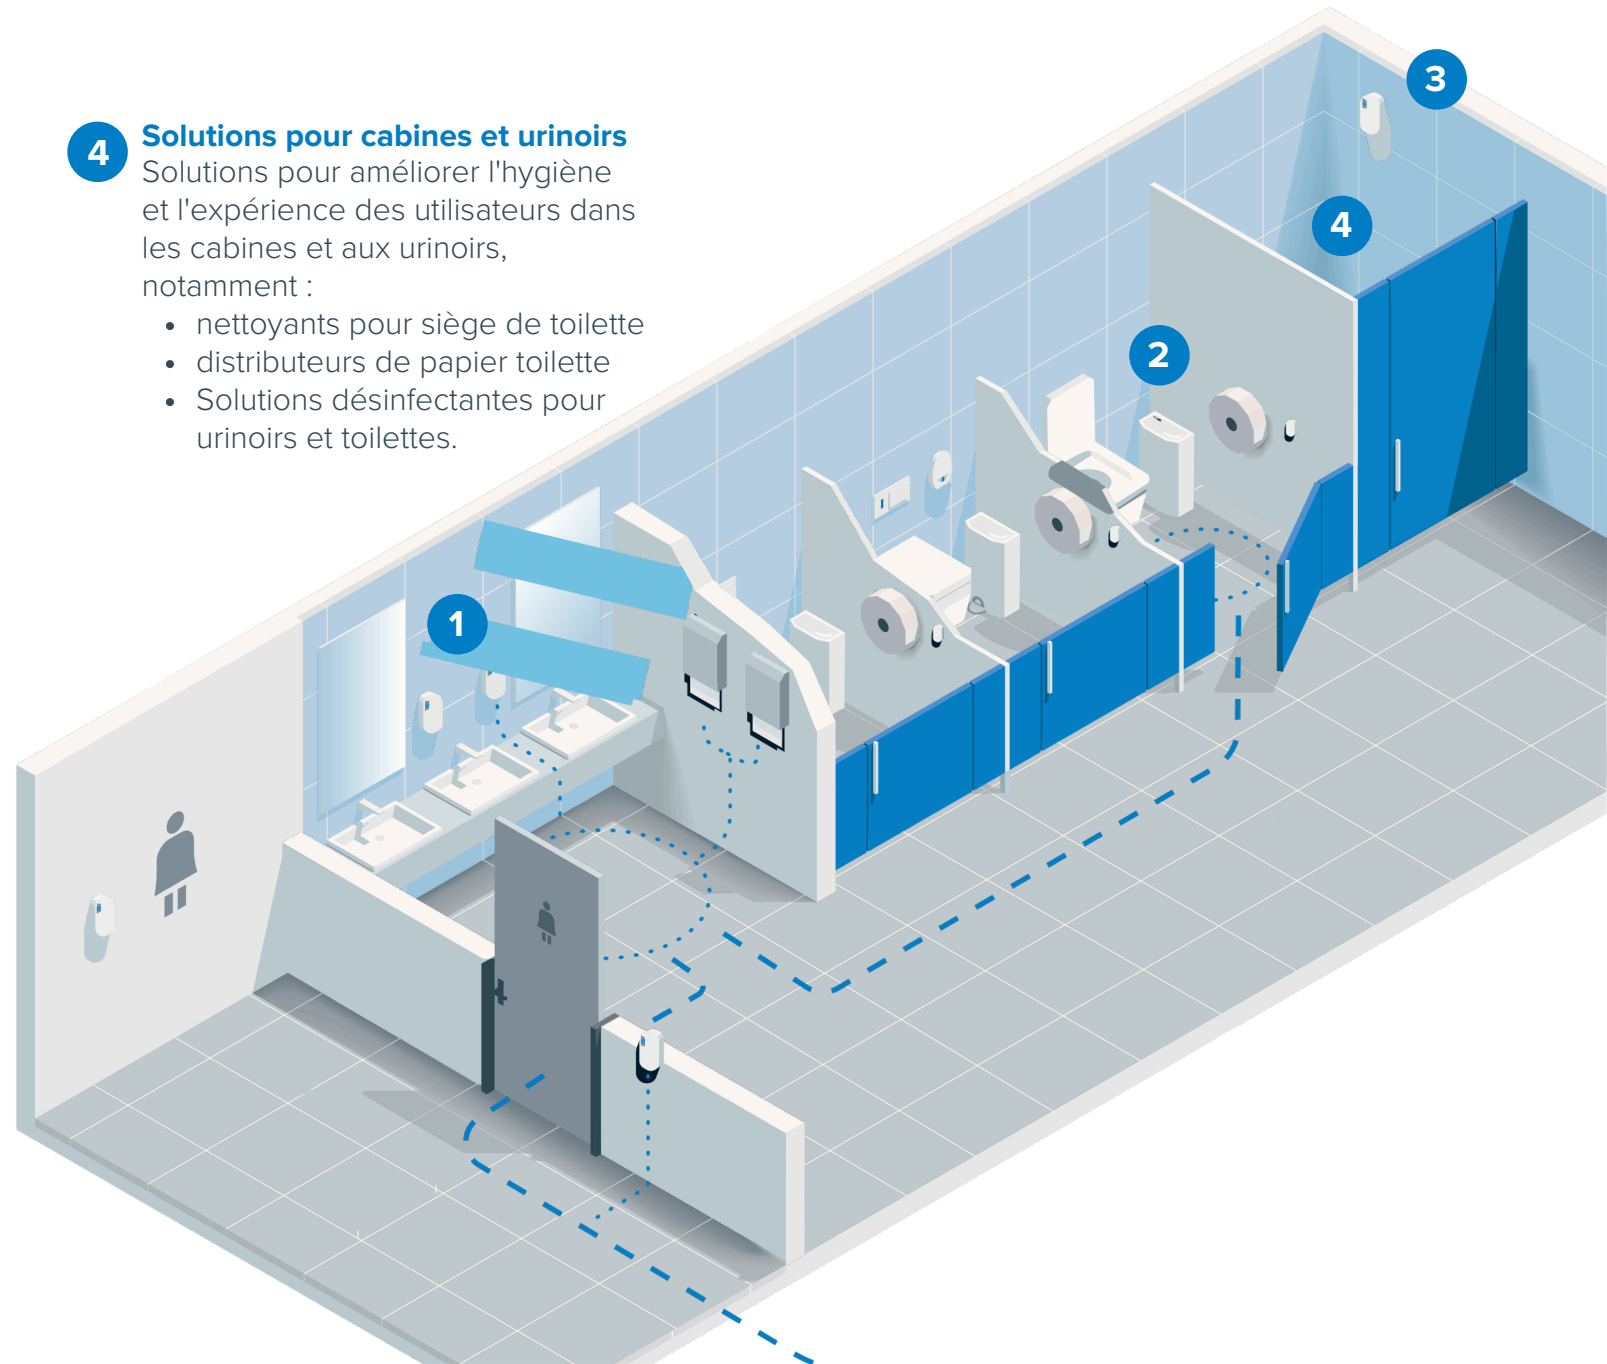 4
Solutions pour cabines et urinoirs
Solutions pour améliorer l'hygiène
et l'expérience des utilisateurs dans
les cabines et aux urinoirs,
notamment :
• nettoyants pour siège de toilette
• distributeurs de papier toilette
• Solutions désinfectantes pour
urinoirs et toilettes.
3
4
2
1